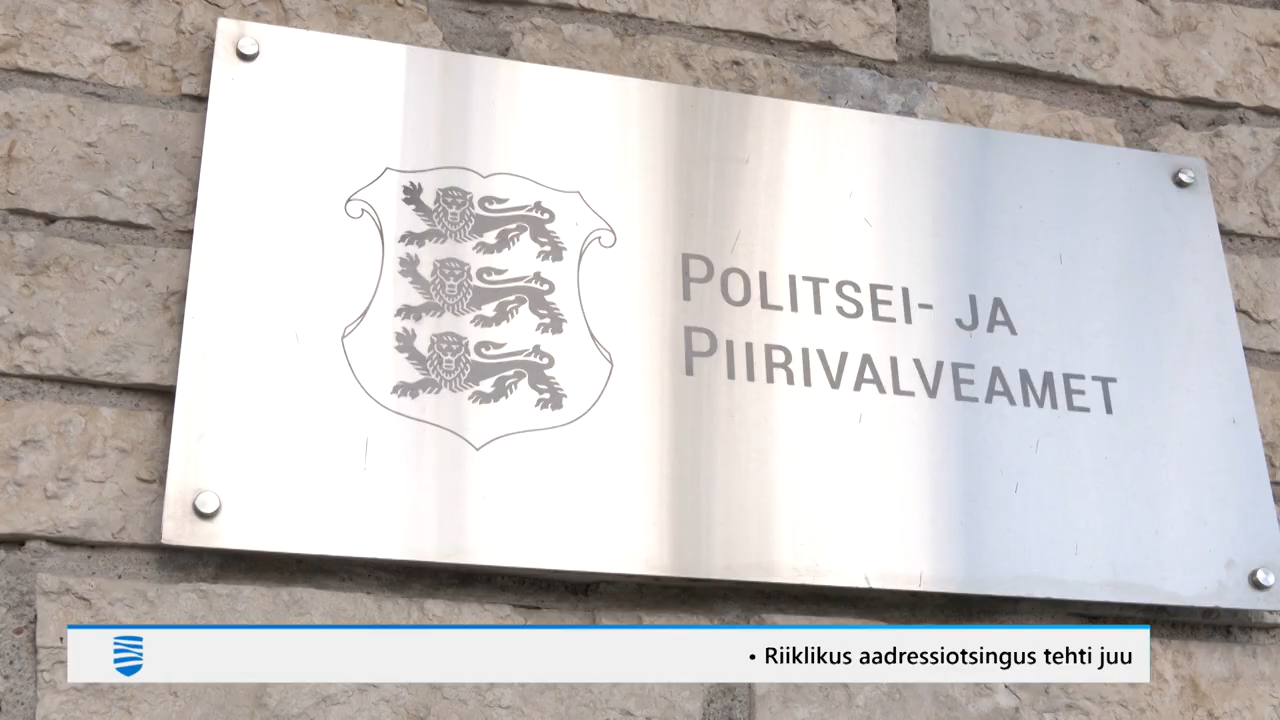 POLITSEI- JA
PIIRIVALVEAMET
• Riiklikus aadressiotsingus tehti juu